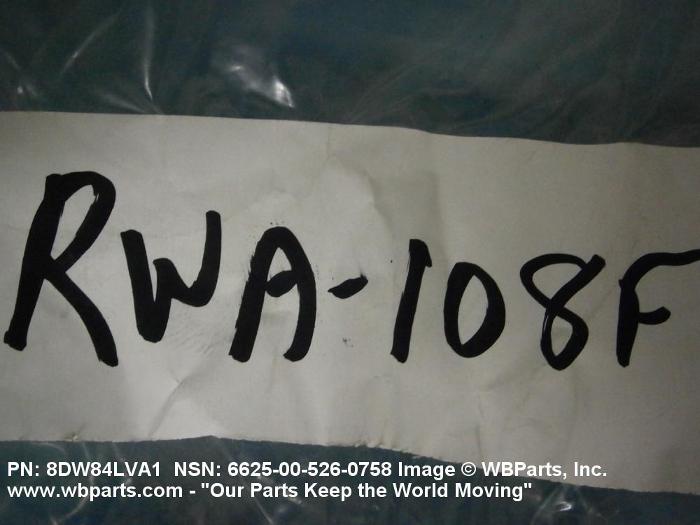 RWA-108F
PN: 8DW84LVA1 NSN: 6625-00-526-0758 Image © WBParts, Inc.
www.wbparts.com - "Our Parts Keep the World Moving"